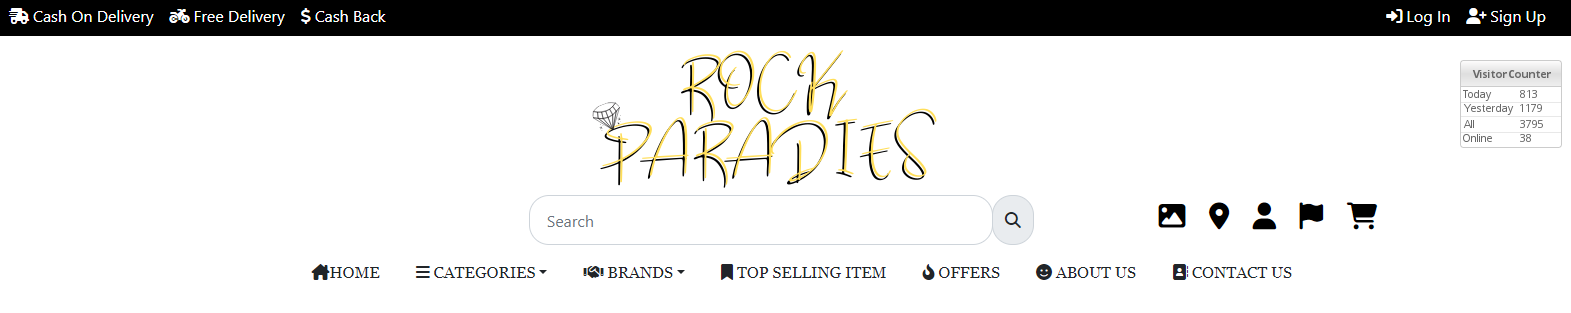 Cash On Delivery Free Delivery Cash Back Log In Sign Up
ROCK
PARADIES
Visitor Counter
Today 813
Yesterday 1179
All 3795
Online 38
Search
HOME CATEGORIES BRANDS TOP SELLING ITEM OFFERS ABOUT US CONTACT US